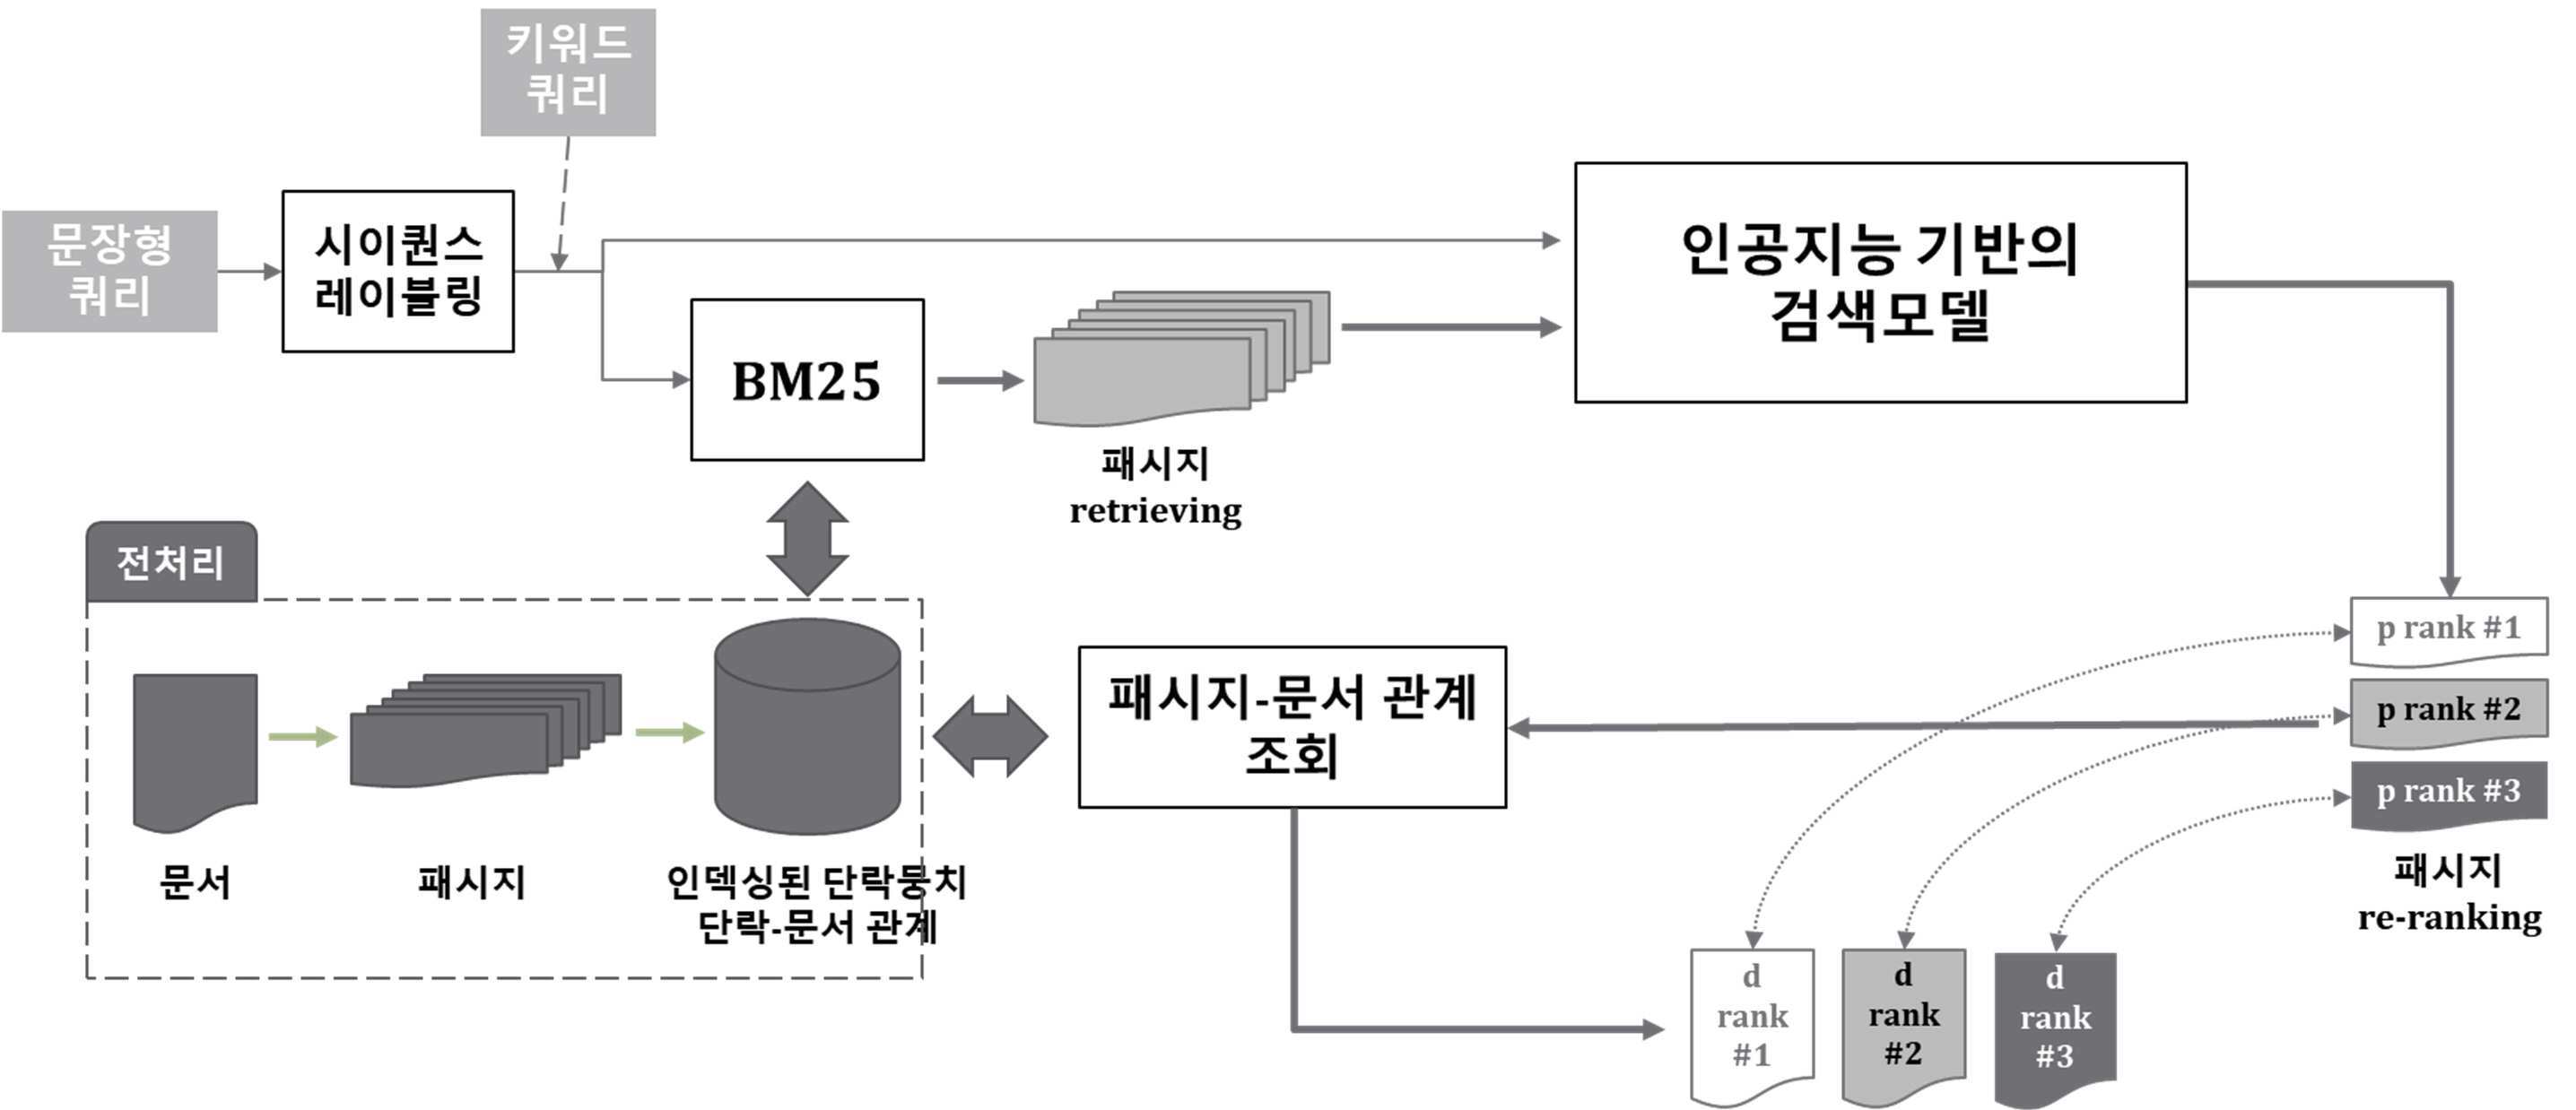 키워드
쿼리
문장형
쿼리
시이퀀스
레이블링
인공지능 기반의
검색모델
BM25
패시지
retrieving
전처리
문서
패시지
인덱싱된 단락뭉치
단락-문서 관계
패시지-문서 관계
조회
p rank #1
p rank #2
p rank #3
패시지
re-ranking
d
rank
#1
d
rank
#2
d
rank
#3